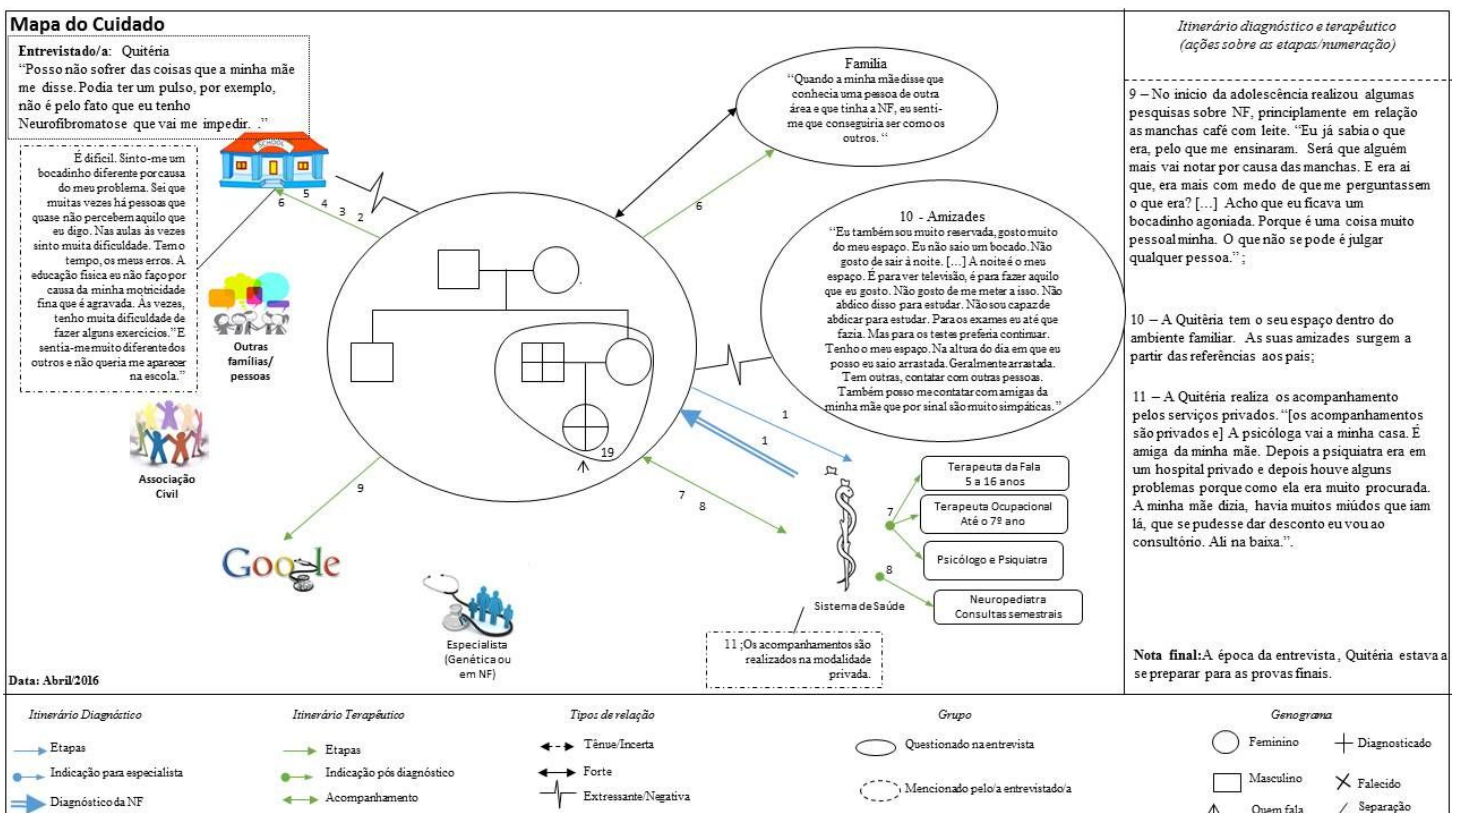 Mapa do Cuidado
Entrevistado/a: Quitéria
“Posso não sofrer das coisas que a minha mãe
me disse. Podia ter um pulso, por exemplo,
não é pelo fato que eu tenho
Neurofibromatose que vai me impedir. .”
SCHOOL
É difícil. Sinto-me um
bocadinho diferente por causa
do meu problema. Sei que
muitas vezes há pessoas que
quase não percebem aquilo que
eu digo. Nas aulas às vezes
sinto muita dificuldade. Tem o
tempo, os meus erros. A
educação física eu não faço por
causa da minha motricidade
fina que é agravada. Às vezes,
tenho muita dificuldade de
fazer alguns exercícios.”E
sentia-me muito diferente dos
outros e não queria me aparecer
na escola.”
5
6
4
3
2
Outras
famílias/
pessoas
Associação
Civil
Google
9
Especialista
(Genética ou
em NF)
Data: Abril/2016
19
Família
“Quando a minha mãe disse que
conhecia uma pessoa de outra
área e que tinha a NF, eu senti-
me que conseguiria ser como os
outros. “
6
10 - Amizades
“Eu também sou muito reservada, gosto muito
do meu espaço. Eu não saio um bocado. Não
gosto de sair à noite. [...] A noite é o meu
espaço. É para ver televisão, é para fazer aquilo
que eu gosto. Não gosto de me meter a isso. Não
abdico disso para estudar. Não sou capaz de
abdicar para estudar. Para os exames eu até que
fazia. Mas para os testes preferia continuar.
Tenho o meu espaço. Na altura do dia em que eu
posso eu saio arrastada. Geralmente arrastada.
Tem outras, contatar com outras pessoas.
Também posso me contatar com amigas da
minha mãe que por sinal são muito simpáticas.”
1
1
7
8
Sistema de Saúde
7
8
Terapeuta da Fala
5 a 16 anos
Terapeuta Ocupacional
Até o 7º ano
Psicólogo e Psiquiatra
Neuropediatra
Consultas semestrais
11 ;Os acompanhamentos são
realizados na modalidade
privada.
Itinerário diagnóstico e terapêutico
(ações sobre as etapas/numeração)
9 – No inicio da adolescência realizou algumas
pesquisas sobre NF, principlamente em relação
as manchas café com leite. “Eu já sabia o que
era, pelo que me ensinaram. Será que alguém
mais vai notar por causa das manchas. E era ai
que, era mais com medo de que me perguntassem
o que era? [...] Acho que eu ficava um
bocadinho agoniada. Porque é uma coisa muito
pessoal minha. O que não se pode é julgar
qualquer pessoa.” ;
10 – A Quitêria tem o seu espaço dentro do
ambiente familiar. As suas amizades surgem a
partir das referências aos pais;
11 – A Quitéria realiza os acompanhamento
pelos serviços privados. “[os acompanhamentos
são privados e] A psicóloga vai a minha casa. É
amiga da minha mãe. Depois a psiquatra era em
um hospital privado e depois houve alguns
problemas porque como ela era muito procurada.
A minha mãe dizia, havia muitos miúdos que iam
lá, que se pudesse dar desconto eu vou ao
consultório. Ali na baixa.”.
Nota final:A época da entrevista, Quitéria estava a
se preparar para as provas finais.
Itinerário Diagnóstico
Etapas
Indicação para especialista
Diagnóstico da NF
Itinerário Terapêutico
Etapas
Indicação pós diagnóstico
Acompanhamento
Tipos de relação
Tênue/Incerta
Forte
Extressante/Negativa
Grupo
Questionado na entrevista
Mencionado pelo/a entrevistado/a
Genograma
Feminino
Diagnosticado
Masculino
Falecido
Quem fala
Separação